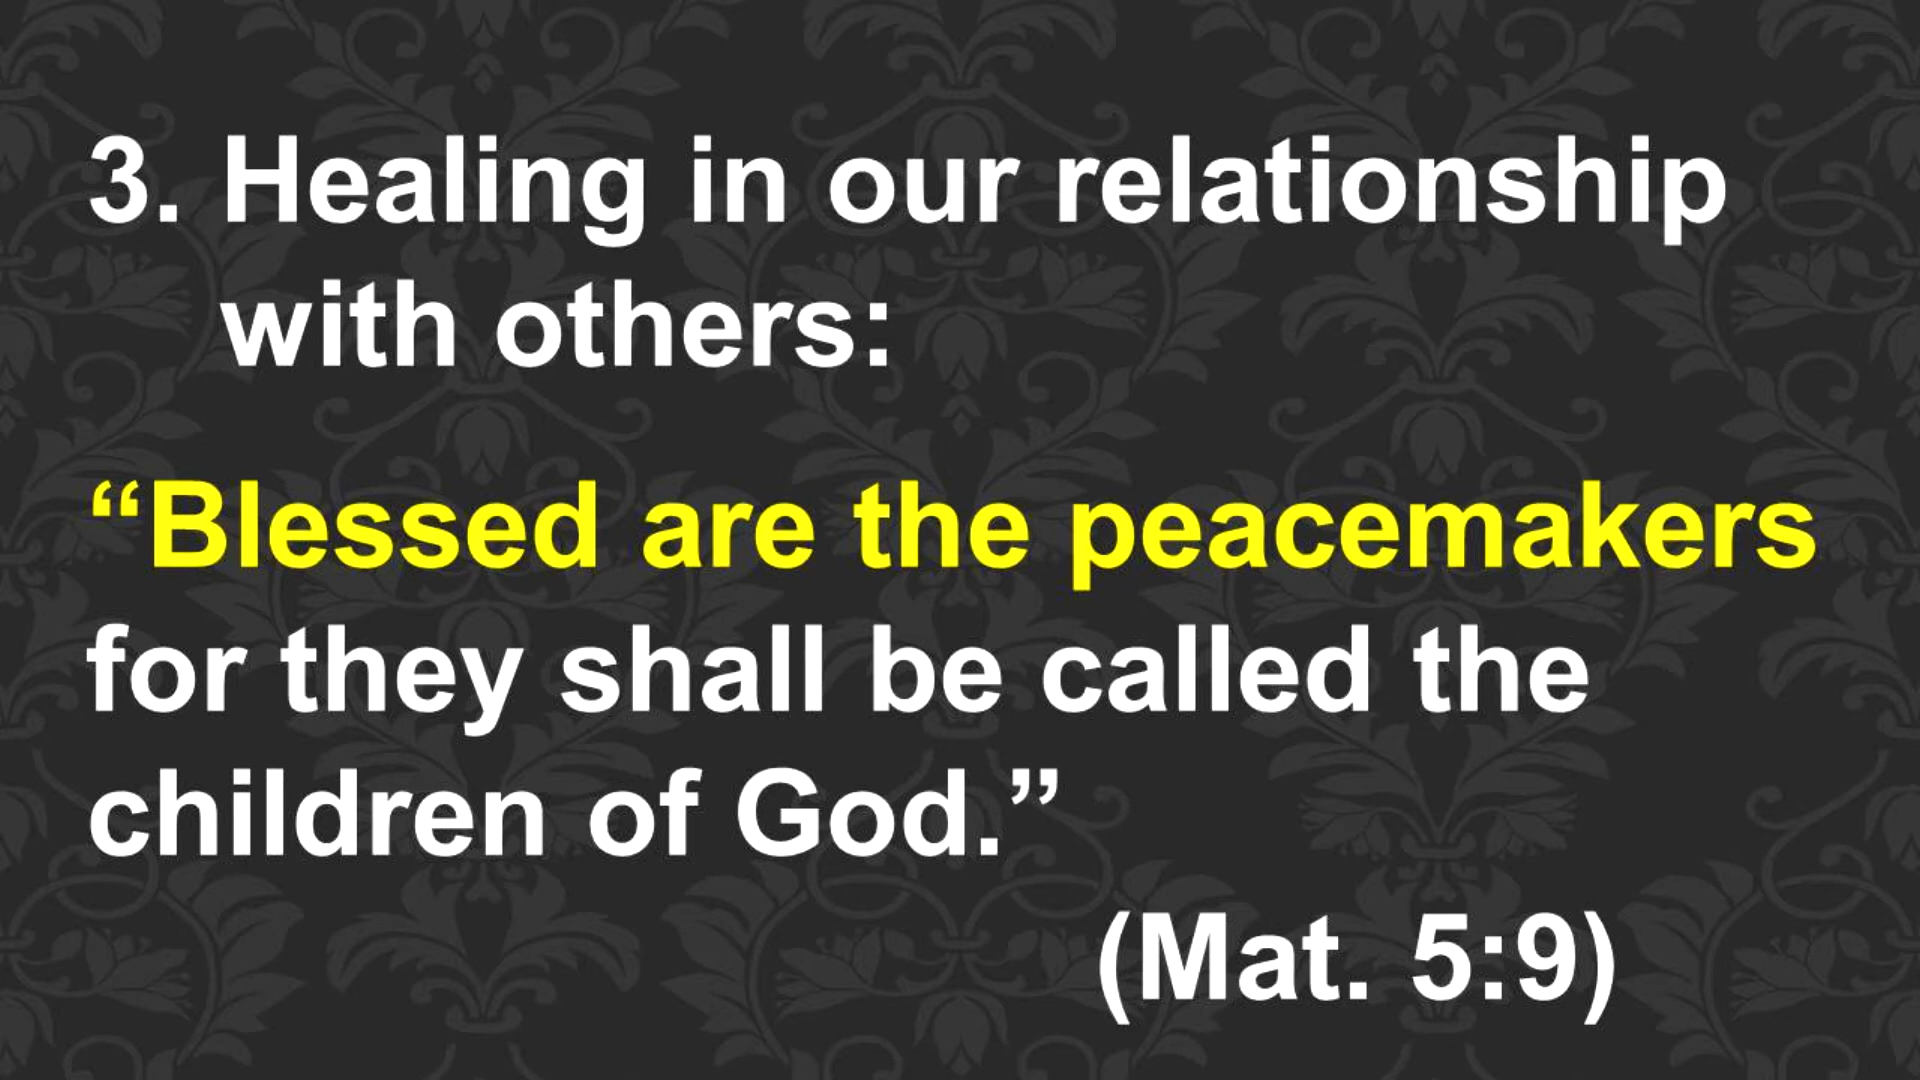 3. Healing in our relationship
with others:
“Blessed are the peacemakers
for they shall be called the
children of God.”
(Mat. 5:9)